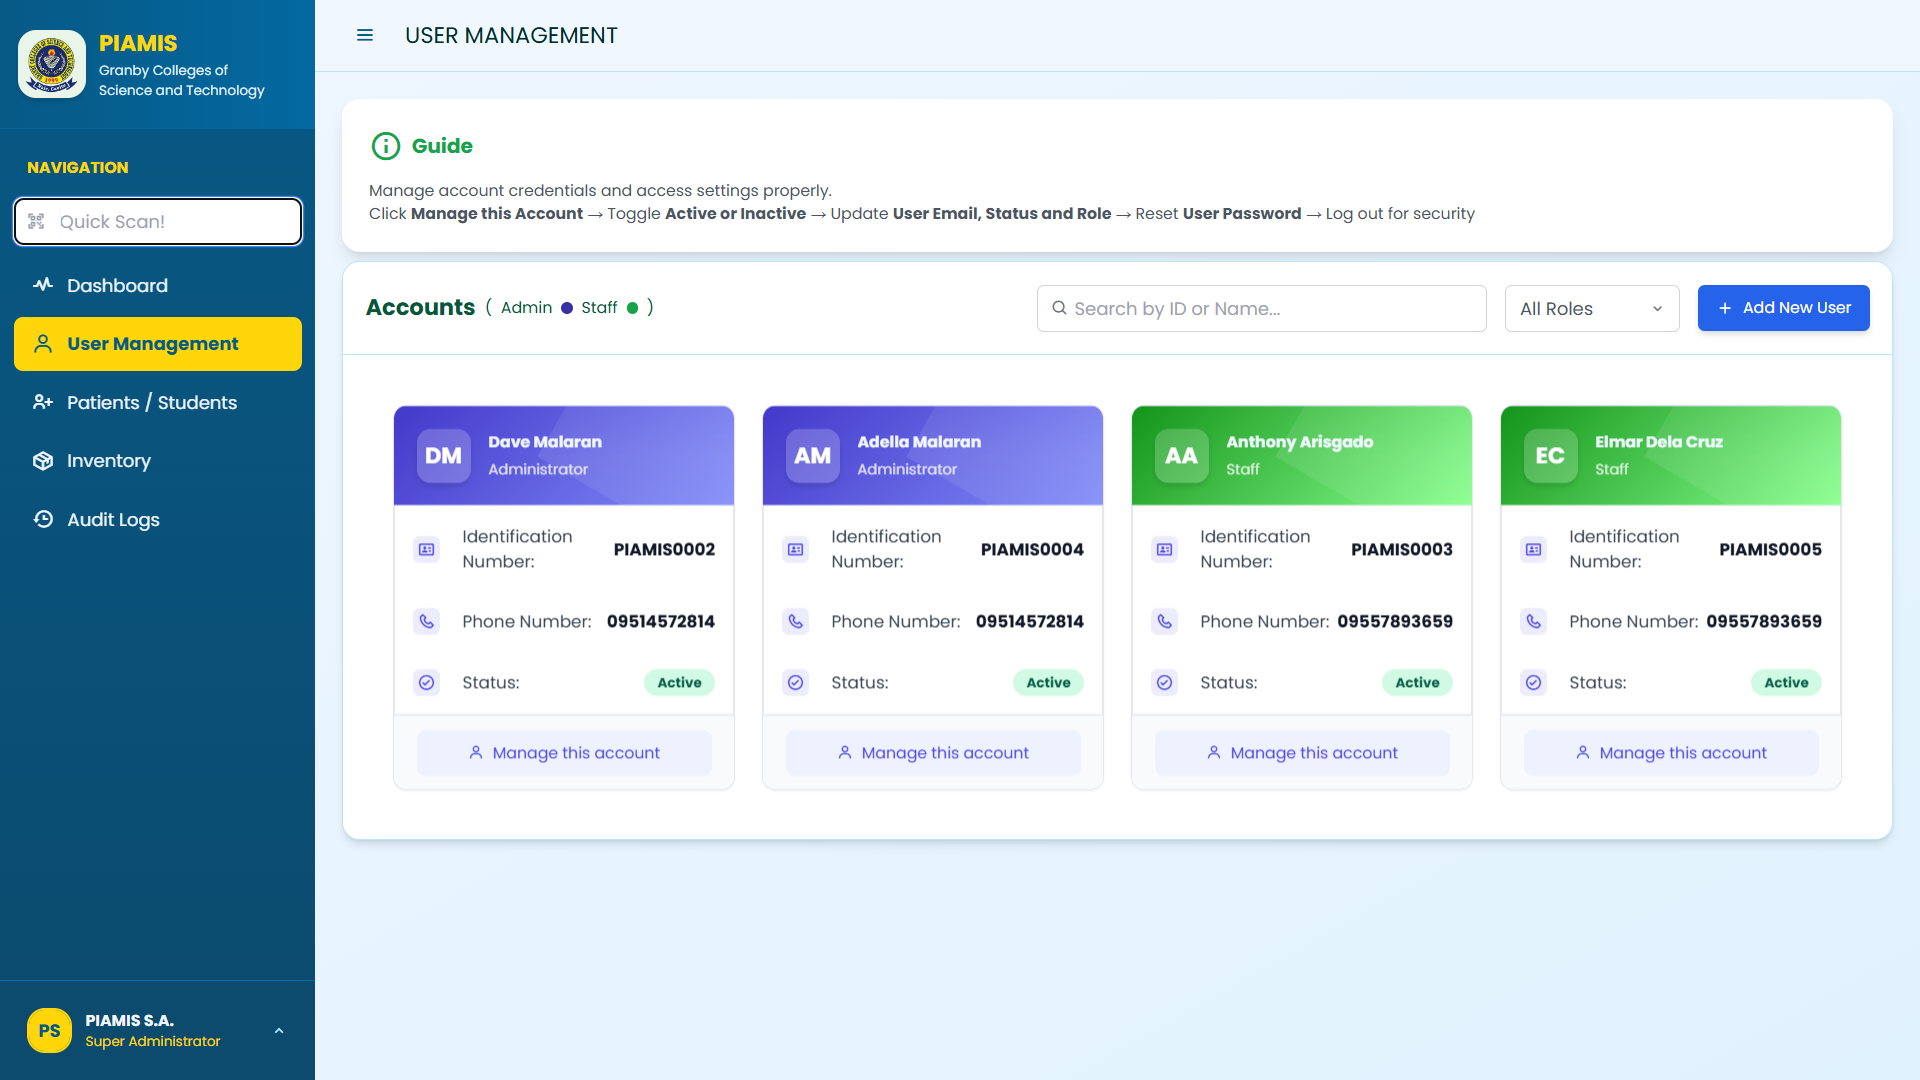 PIAMIS
Granby Colleges of
Science and Technology
NAVIGATION
Quick Scan!
Dashboard
User Management
Patients / Students
Inventory
Audit Logs
PS
PIAMIS S.A.
Super Administrator
USER MANAGEMENT
Guide
Manage account credentials and access settings properly.
Click Manage this Account → Toggle Active or Inactive → Update User Email, Status and Role → Reset User Password → Log out for security
Accounts ( Admin Staff )
Search by ID or Name...
All Roles
Add New User
DM
Dave Malaran
Administrator
Identification
Number:
PIAMIS0002
Phone Number: 09514572814
Status: Active
Manage this account
AM
Adella Malaran
Administrator
Identification
Number:
PIAMIS0004
Phone Number: 09514572814
Status: Active
Manage this account
AA
Anthony Arisgado
Staff
Identification
Number:
PIAMIS0003
Phone Number: 09557893659
Status: Active
Manage this account
EC
Elmar Dela Cruz
Staff
Identification
Number:
PIAMIS0005
Phone Number: 09557893659
Status: Active
Manage this account